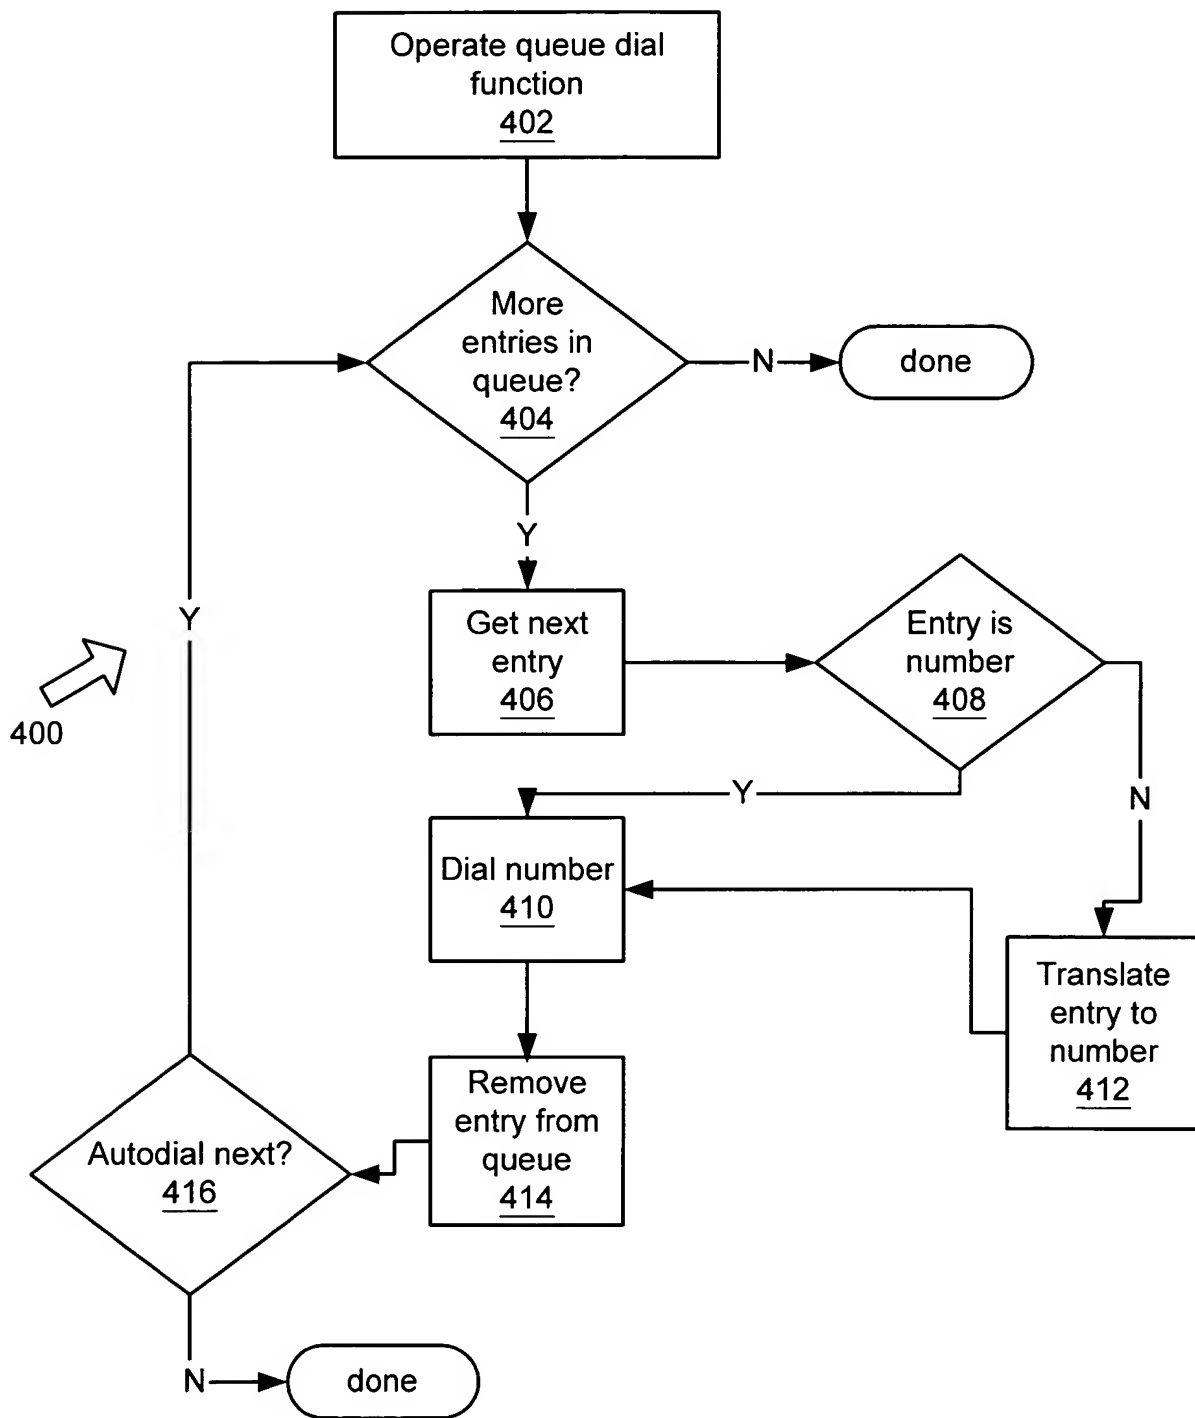 Operate queue dial
function
402
More
entries in
queue?
404
N
done
Y
Get next
entry
406
Entry is
number
408
Y
N
Y
400
Dial number
410
Translate
entry to
number
412
Remove
entry from
queue
414
Autodial next?
416
N
done